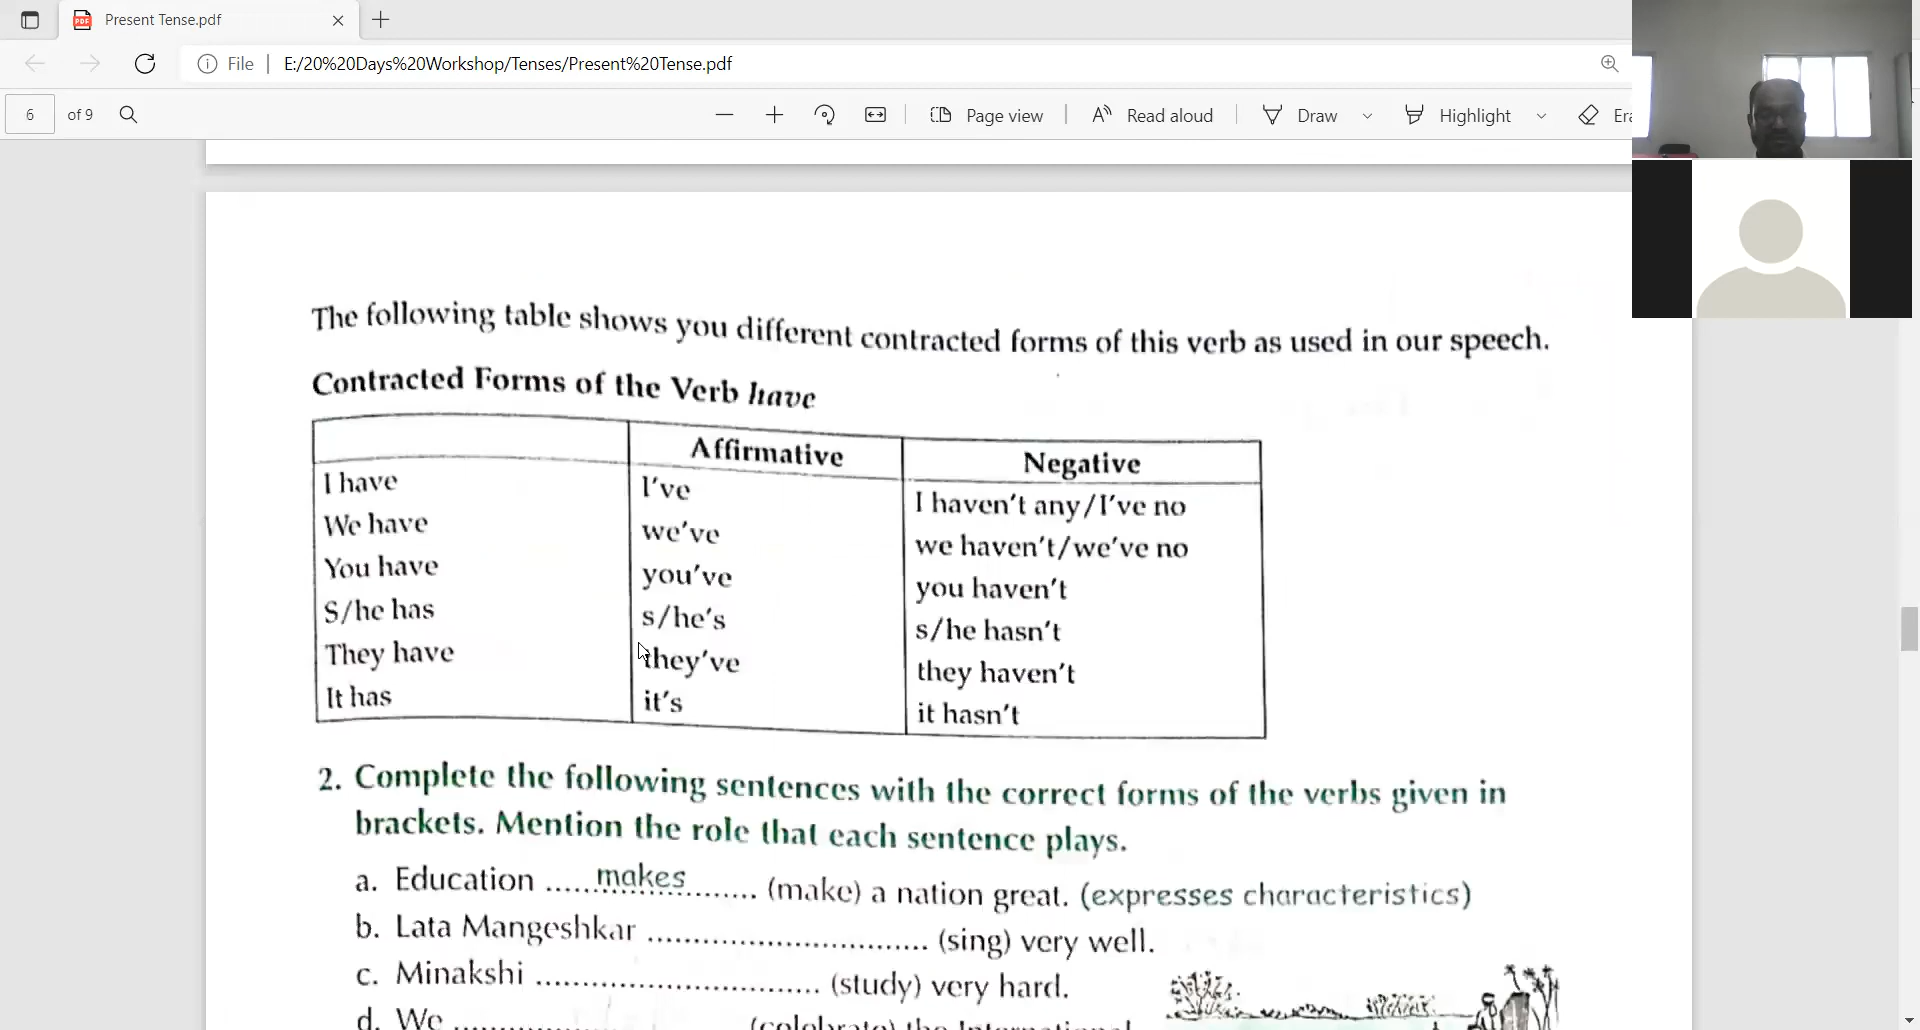 Present Tense.pdf
File | E:/20%20Days%20Workshop/Tenses/Present%20Tense.pdf
6 of 9
Page view
Read aloud
Draw
Highlight
The following table shows you different contracted forms of this verb as used in our speech.
Contracted Forms of the Verb have
Affirmative Negative
I have I've I haven't any/I've no
We have we've we haven't/we've no
You have you've you haven't
S/he has s/he's s/he hasn't
They have they've they haven't
It has it's it hasn't
2. Complete the following sentences with the correct forms of the verbs given in
brackets. Mention the role that each sentence plays.
a. Education .....makes........ (make) a nation great. (expresses characteristics)
b. Lata Mangeshkar .............................. (sing) very well.
c. Minakshi .............................. (study) very hard.
d. We .............. (celebrate) the International